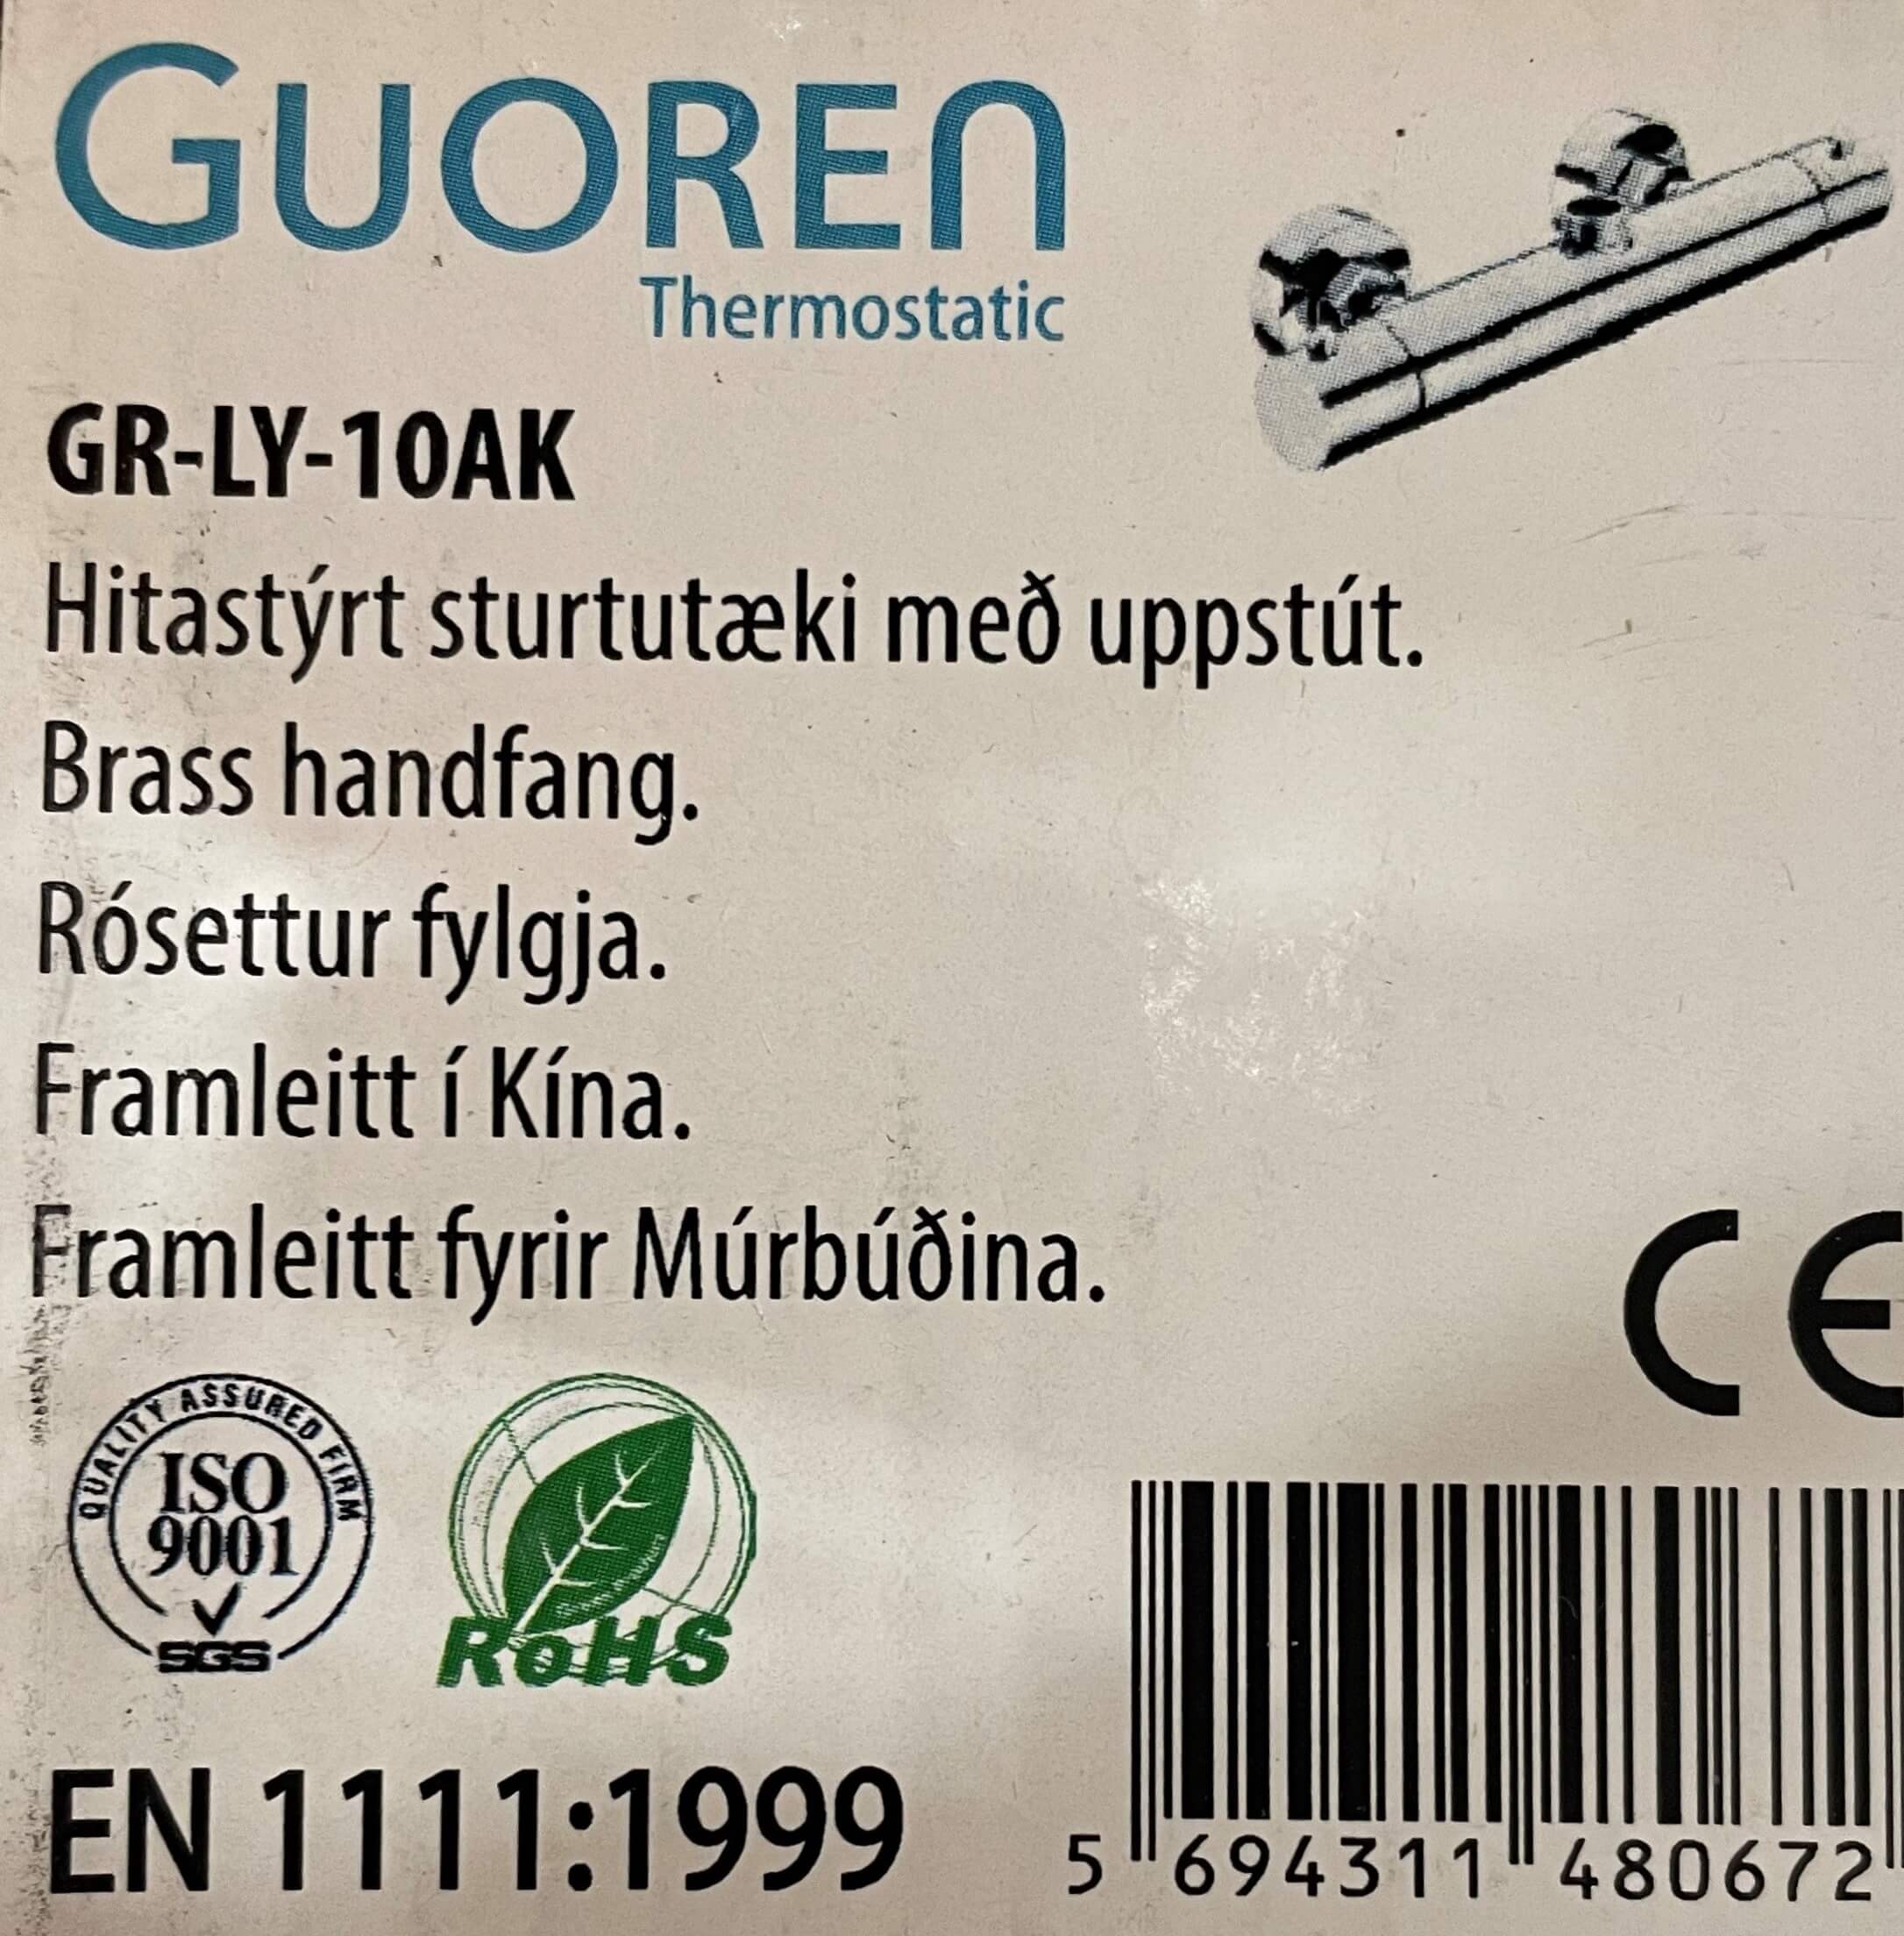 GUOREN
Thermostatic
GR-LY-10AK
Hitastýrt sturtutæki með uppstút.
Brass handfang.
Rósettur fylgja.
Framleitt í Kína.
Framleitt fyrir Múrbúðina.
CE
QUALITY ASSURED FIRM
ISO
9001
SGS
RoHS
EN 1111:1999
5 694311 480672